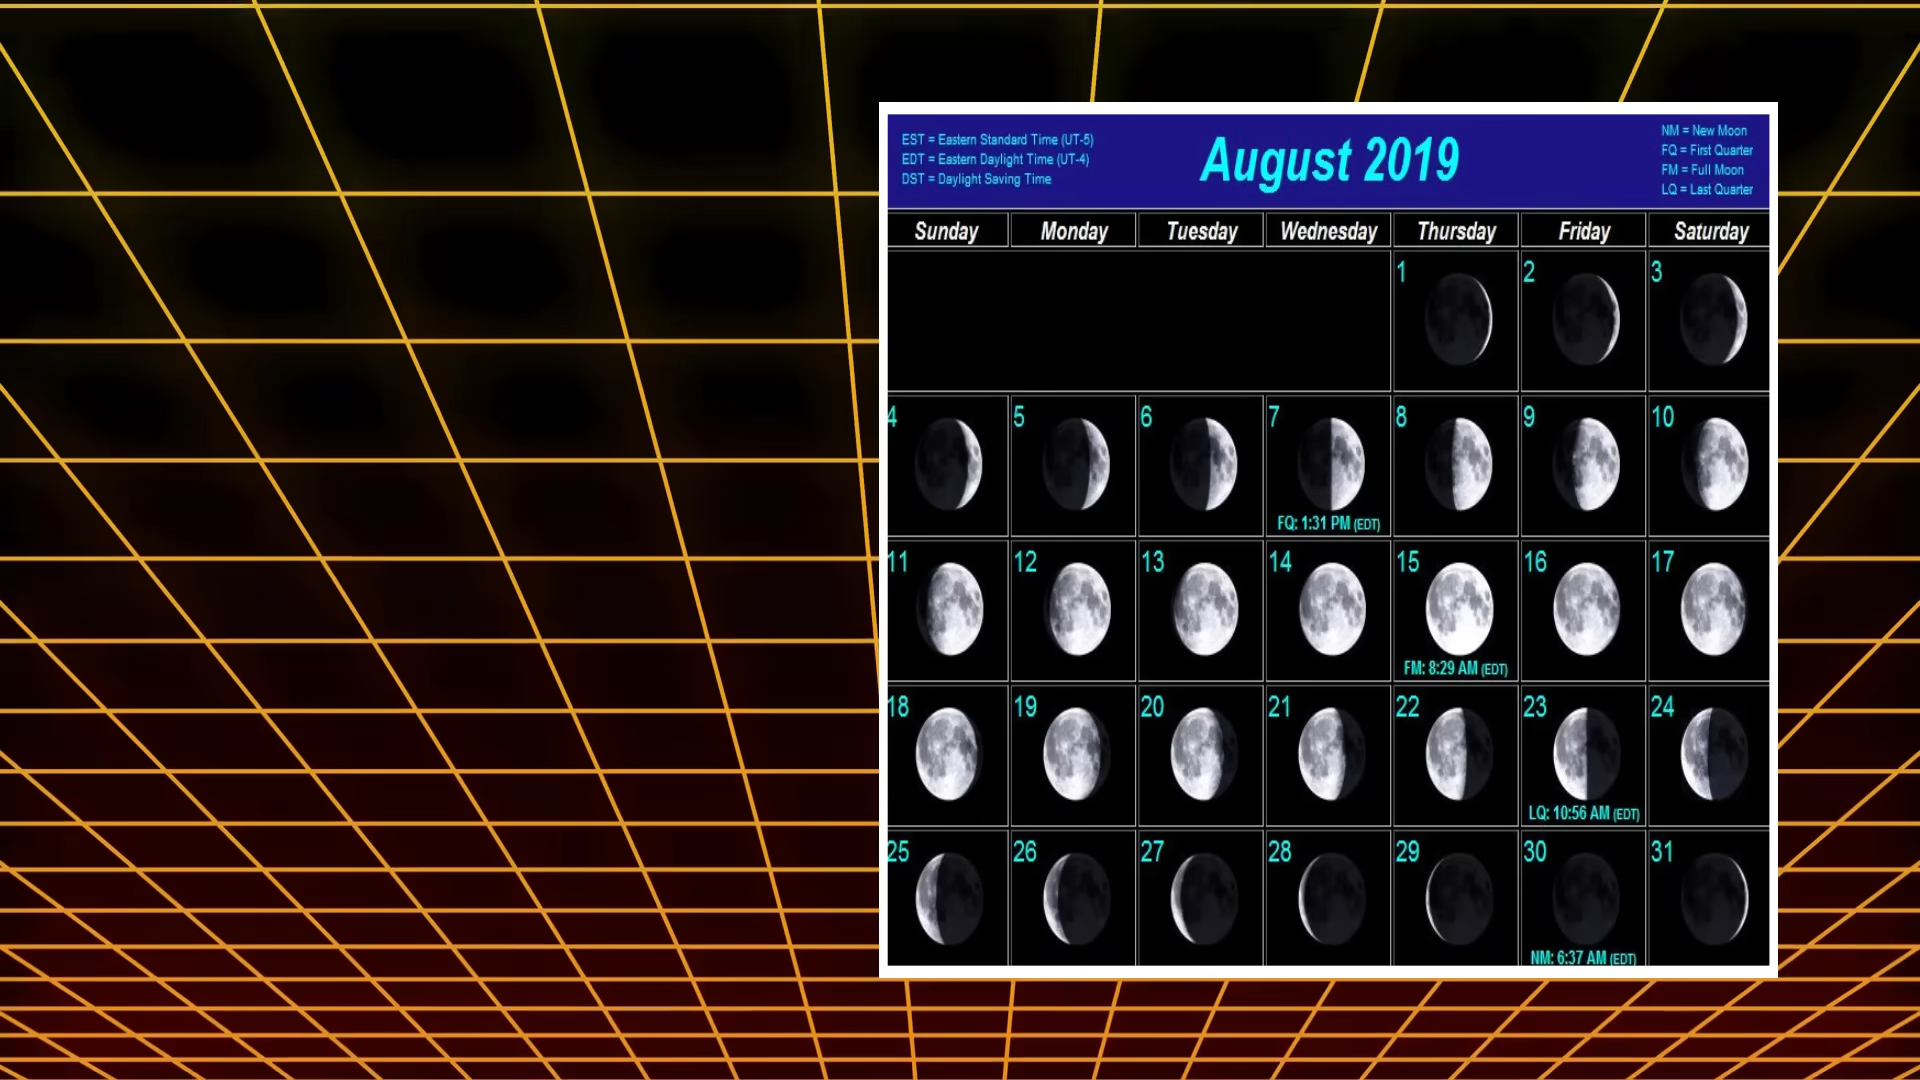 EST = Eastern Standard Time (UT-5)
EDT = Eastern Daylight Time (UT-4)
DST = Daylight Saving Time
August 2019
NM = New Moon
FQ = First Quarter
FM = Full Moon
LQ = Last Quarter
Sunday Monday Tuesday Wednesday Thursday Friday Saturday
1 2 3
4 5 6 7 8 9 10
FQ: 1:31 PM (EDT)
11 12 13 14 15 16 17
FM: 8:29 AM (EDT)
18 19 20 21 22 23 24
LQ: 10:56 AM (EDT)
25 26 27 28 29 30 31
NM: 6:37 AM (EDT)